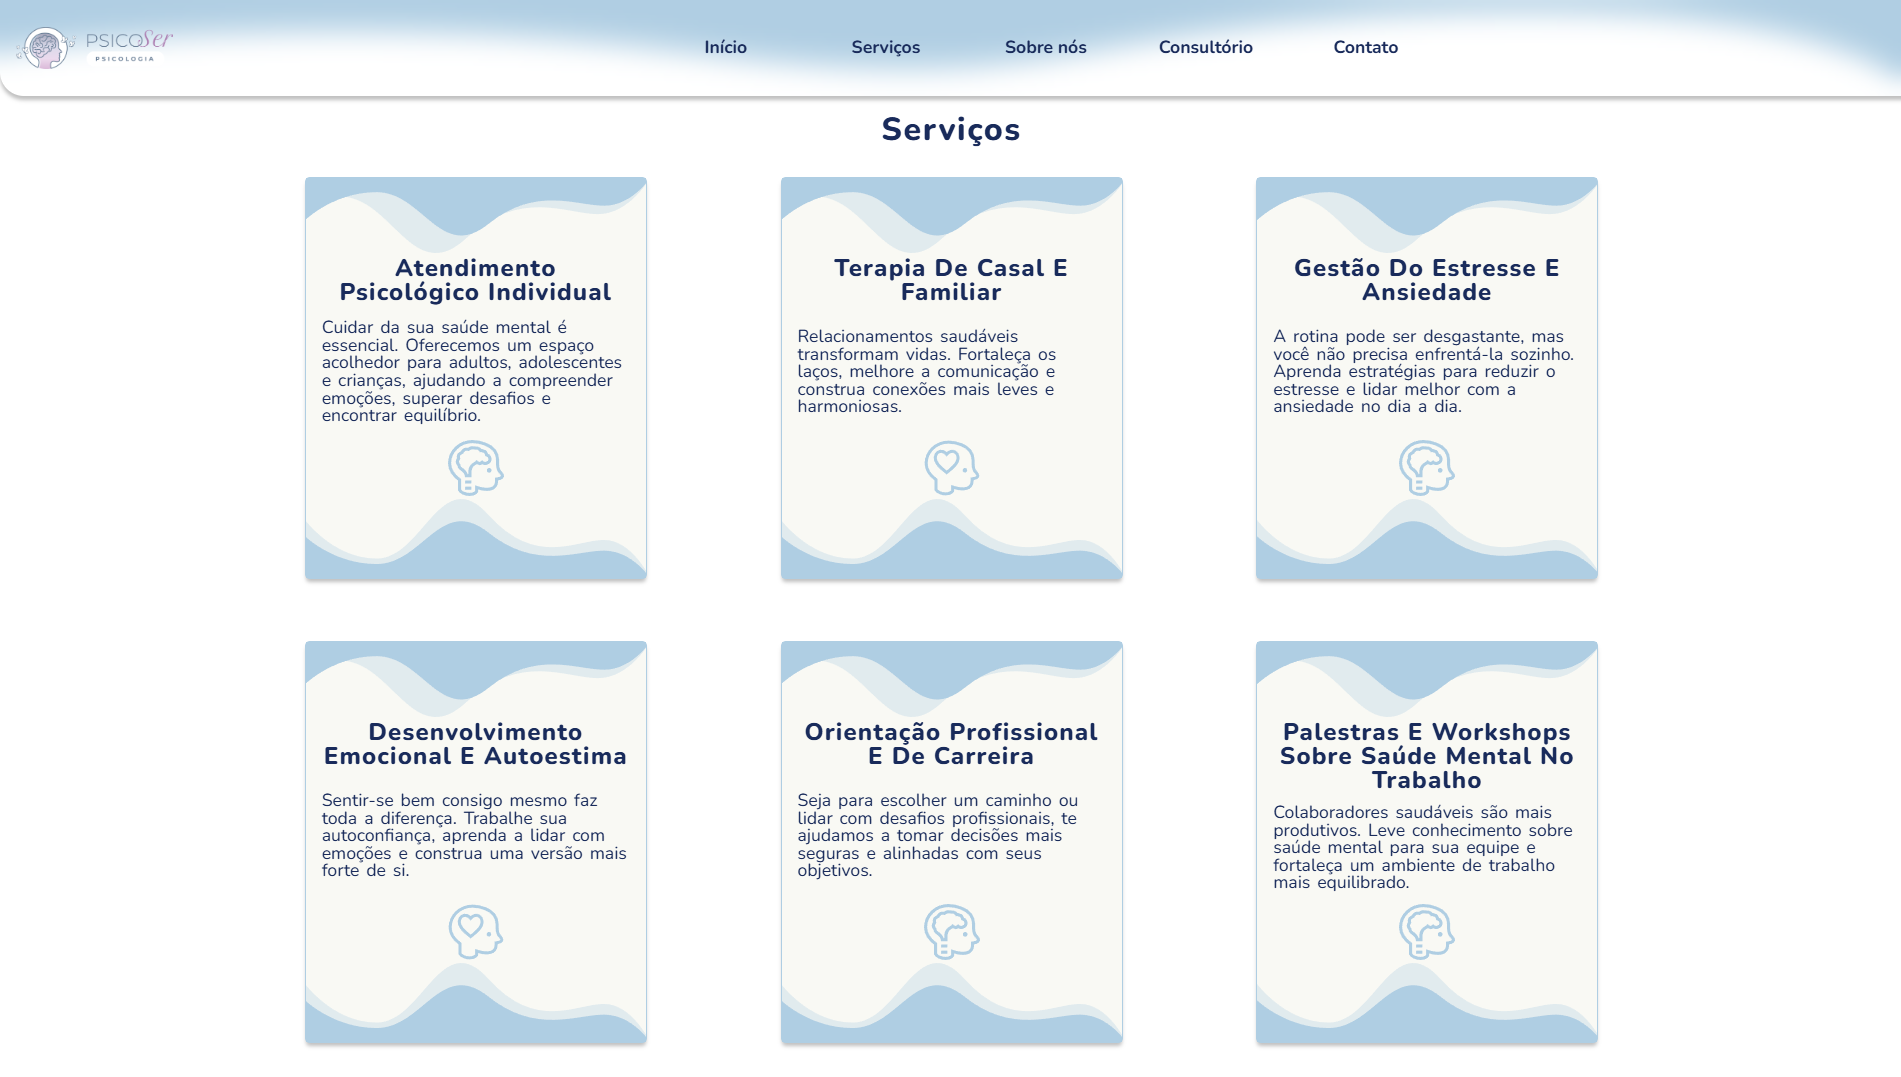 PSICOSer
PSICOLOGIA
Início
Serviços
Sobre nós
Consultório
Contato
Serviços
Atendimento
Psicológico Individual
Cuidar da sua saúde mental é
essencial. Oferecemos um espaço
acolhedor para adultos, adolescentes
e crianças, ajudando a compreender
emoções, superar desafios e
encontrar equilíbrio.
Terapia De Casal E
Familiar
Relacionamentos saudáveis
transformam vidas. Fortaleça os
laços, melhore a comunicação e
construa conexões mais leves e
harmoniosas.
Gestão Do Estresse E
Ansiedade
A rotina pode ser desgastante, mas
você não precisa enfrentá-la sozinho.
Aprenda estratégias para reduzir o
estresse e lidar melhor com a
ansiedade no dia a dia.
Desenvolvimento
Emocional E Autoestima
Sentir-se bem consigo mesmo faz
toda a diferença. Trabalhe sua
autoconfiança, aprenda a lidar com
emoções e construa uma versão mais
forte de si.
Orientação Profissional
E De Carreira
Seja para escolher um caminho ou
lidar com desafios profissionais, te
ajudamos a tomar decisões mais
seguras e alinhadas com seus
objetivos.
Palestras E Workshops
Sobre Saúde Mental No
Trabalho
Colaboradores saudáveis são mais
produtivos. Leve conhecimento sobre
saúde mental para sua equipe e
fortaleça um ambiente de trabalho
mais equilibrado.